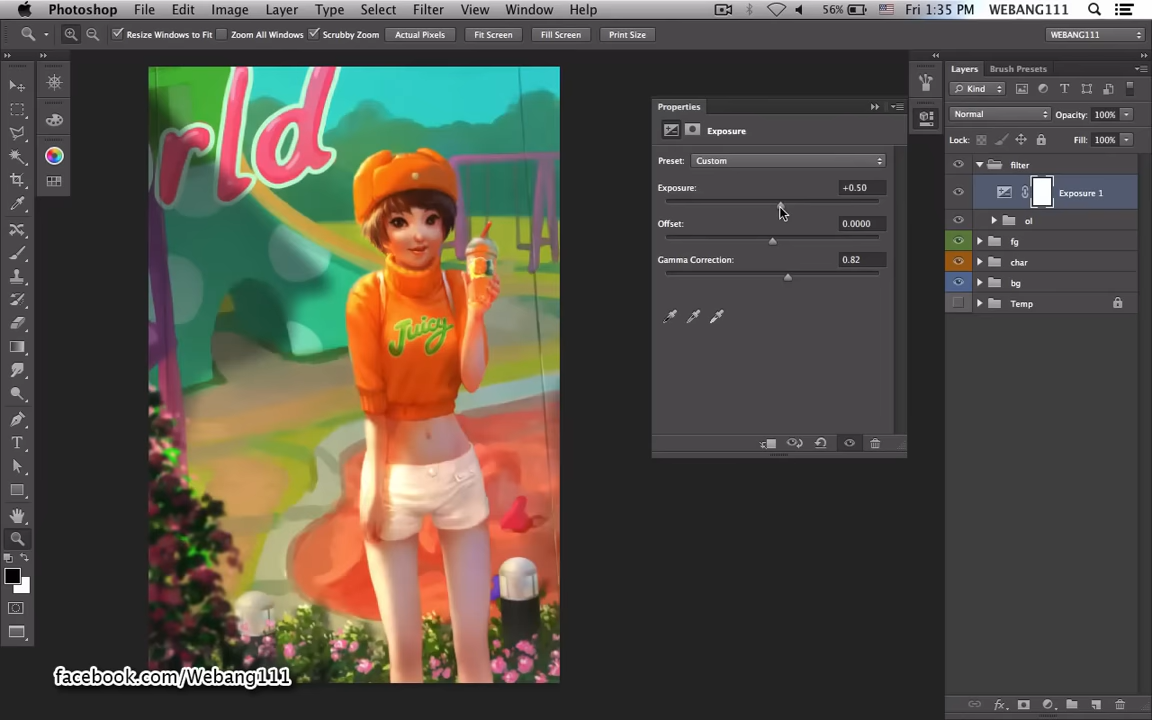 Photoshop File Edit Image Layer Type Select Filter View Window Help 56% Fri 1:35 PM WEBANG111
Resize Windows to Fit Zoom All Windows Scrubby Zoom Actual Pixels Fit Screen Fill Screen Print Size WEBANG111
Layers Brush Presets
Kind
Normal Opacity: 100%
Lock: Fill: 100%
filter
Exposure 1
ol
fg
char
bg
Temp
Properties
Exposure
Preset: Custom
Exposure: +0.50
Offset: 0.0000
Gamma Correction: 0.82
rld
Juicy
facebook.com/Webang111